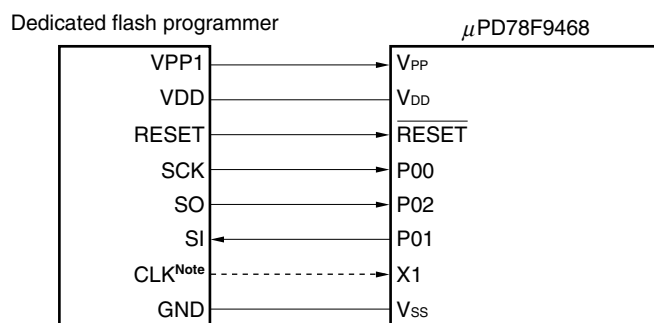 Dedicated flash programmer
μPD78F9468
VPP1 VPP
VDD VDD
RESET RESET
SCK P00
SO P02
SI P01
CLKNote X1
GND VSS